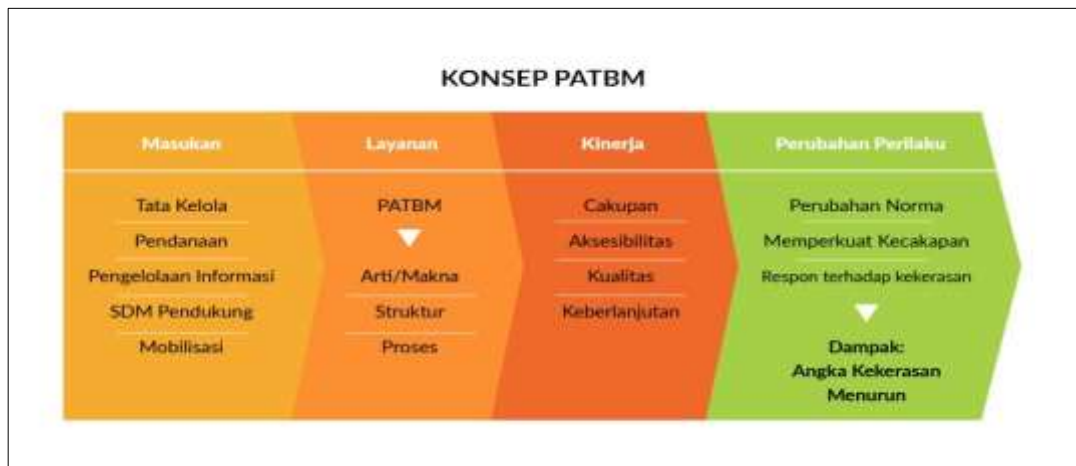 KONSEP PATBM
Masukan
Tata Kelola
Pendanaan
Pengelolaan Informasi
SDM Pendukung
Mobilisasi
Layanan
PATBM
Arti/Makna
Struktur
Proses
Kinerja
Cakupan
Aksesibilitas
Kualitas
Keberlanjutan
Perubahan Perilaku
Perubahan Norma
Memperkuat Kecakapan
Respon terhadap kekerasan
Dampak:
Angka Kekerasan
Menurun